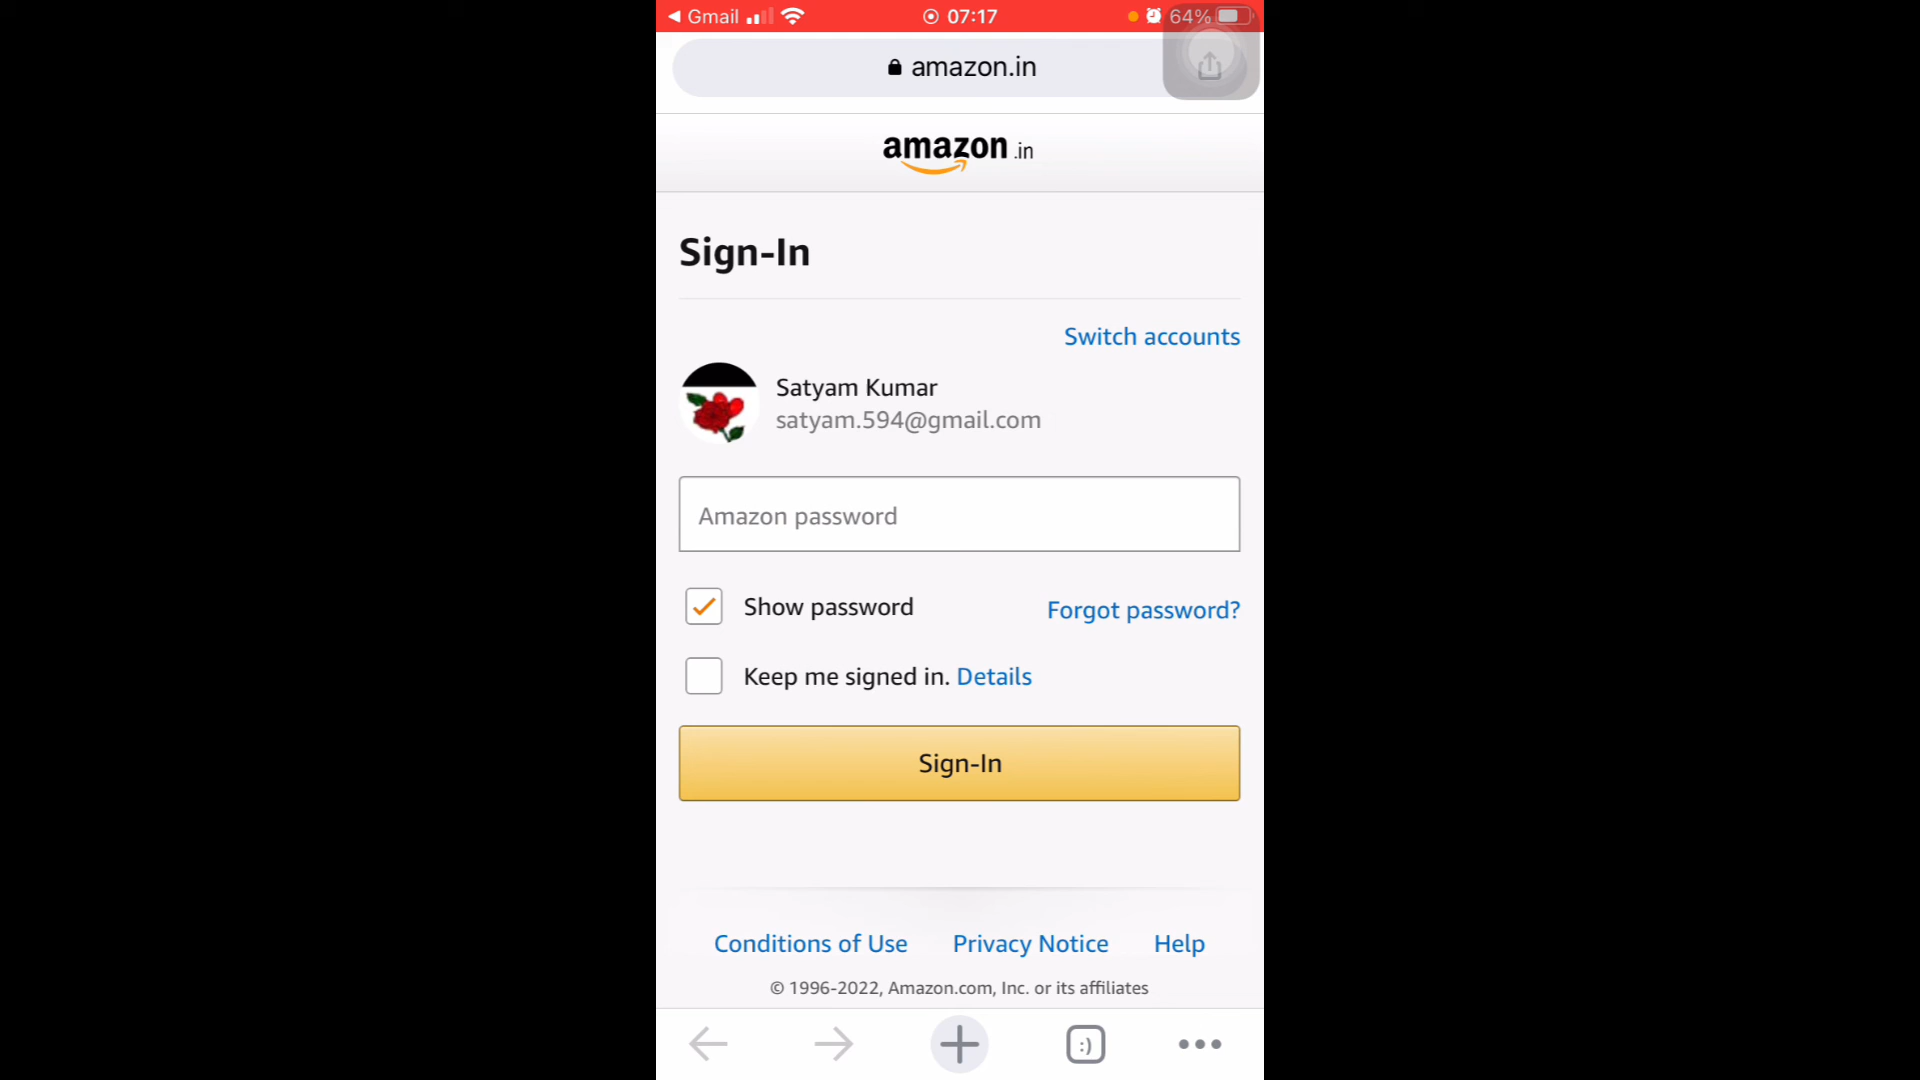 Gmail 07:17 64%
amazon.in
amazon.in
Sign-In
Switch accounts
Satyam Kumar
satyam.594@gmail.com
Amazon password
Show password Forgot password?
Keep me signed in. Details
Sign-In
Conditions of Use Privacy Notice Help
© 1996-2022, Amazon.com, Inc. or its affiliates
:)